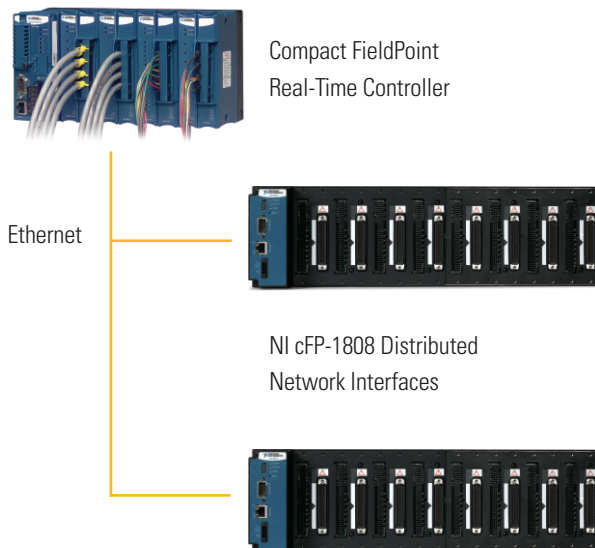 Compact FieldPoint
Real-Time Controller
Ethernet
NI cFP-1808 Distributed
Network Interfaces